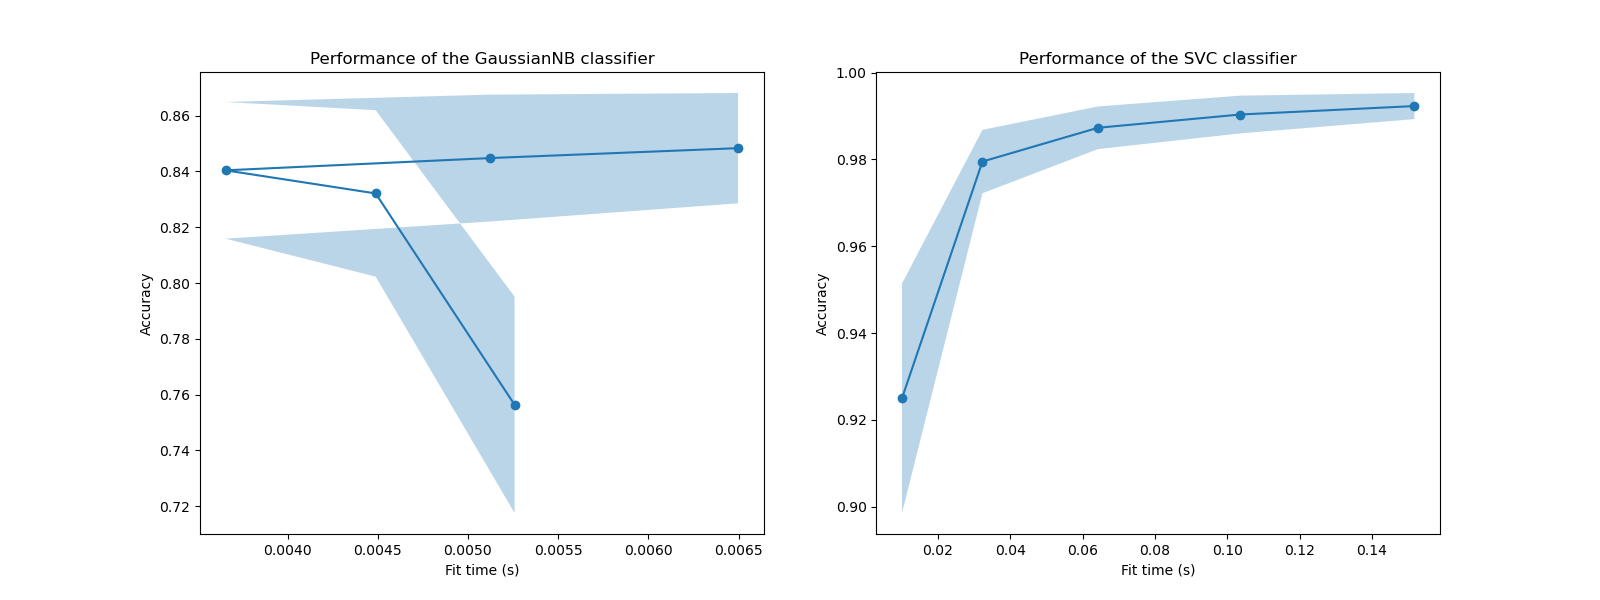 Performance of the GaussianNB classifier
Accuracy
0.86
0.84
0.82
0.80
0.78
0.76
0.74
0.72
0.0040 0.0045 0.0050 0.0055 0.0060 0.0065
Fit time (s)
Performance of the SVC classifier
Accuracy
1.00
0.98
0.96
0.94
0.92
0.90
0.02 0.04 0.06 0.08 0.10 0.12 0.14
Fit time (s)